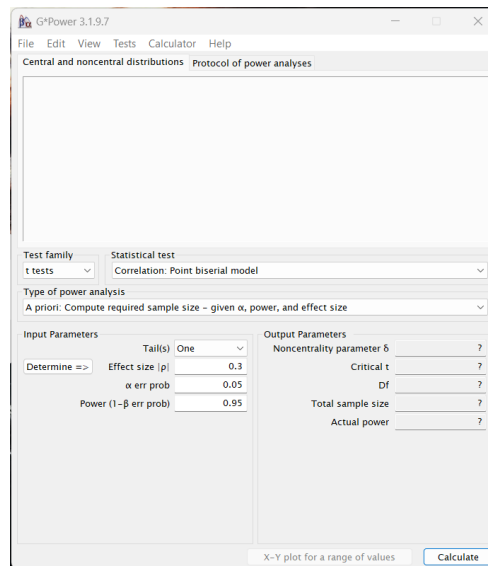 G*Power 3.1.9.7
File Edit View Tests Calculator Help
Central and noncentral distributions Protocol of power analyses
Test family Statistical test
t tests Correlation: Point biserial model
Type of power analysis
A priori: Compute required sample size – given α, power, and effect size
Input Parameters Output Parameters
Tail(s) One Noncentrality parameter δ ?
Determine => Effect size |ρ| 0.3 Critical t ?
α err prob 0.05 Df ?
Power (1-β err prob) 0.95 Total sample size ?
Actual power ?
X-Y plot for a range of values Calculate